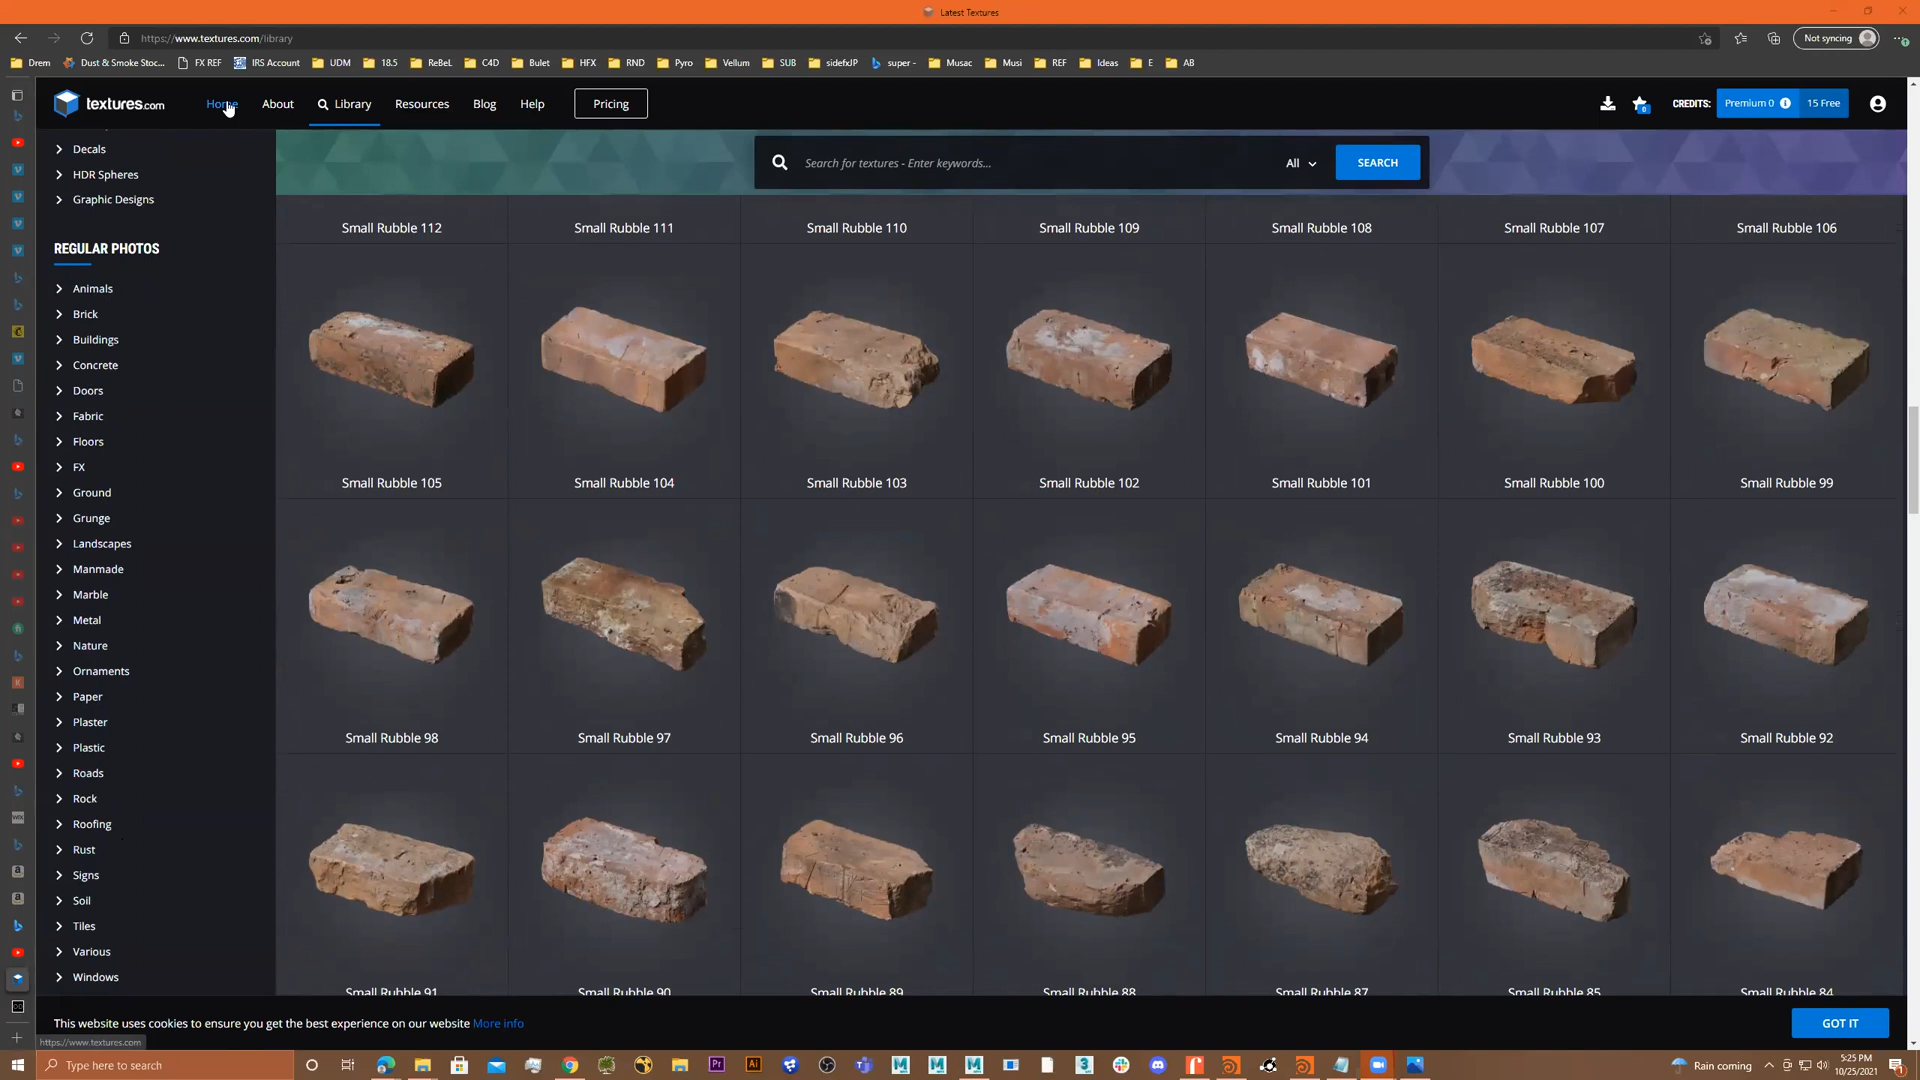 Latest Textures
https://www.textures.com/library
Not syncing
Drem
Dust & Smoke Stoc...
FX REF
IRS Account
UDM
18.5
ReBeL
C4D
Bulet
HFX
RND
Pyro
Vellum
SUB
sidefxJP
super -
Musac
Musi
REF
Ideas
E
AB
textures.com
Home
About
Library
Resources
Blog
Help
Pricing
CREDITS:
Premium 0
15 Free
Decals
HDR Spheres
Graphic Designs
REGULAR PHOTOS
Animals
Brick
Buildings
Concrete
Doors
Fabric
Floors
FX
Ground
Grunge
Landscapes
Manmade
Marble
Metal
Nature
Ornaments
Paper
Plaster
Plastic
Roads
Rock
Roofing
Rust
Signs
Soil
Tiles
Various
Windows
Search for textures - Enter keywords...
All
SEARCH
Small Rubble 112
Small Rubble 111
Small Rubble 110
Small Rubble 109
Small Rubble 108
Small Rubble 107
Small Rubble 106
Small Rubble 105
Small Rubble 104
Small Rubble 103
Small Rubble 102
Small Rubble 101
Small Rubble 100
Small Rubble 99
Small Rubble 98
Small Rubble 97
Small Rubble 96
Small Rubble 95
Small Rubble 94
Small Rubble 93
Small Rubble 92
Small Rubble 91
Small Rubble 90
Small Rubble 89
Small Rubble 88
Small Rubble 87
Small Rubble 85
Small Rubble 84
This website uses cookies to ensure you get the best experience on our website More info
GOT IT
https://www.textures.com
Type here to search
Rain coming
5:25 PM
10/25/2021